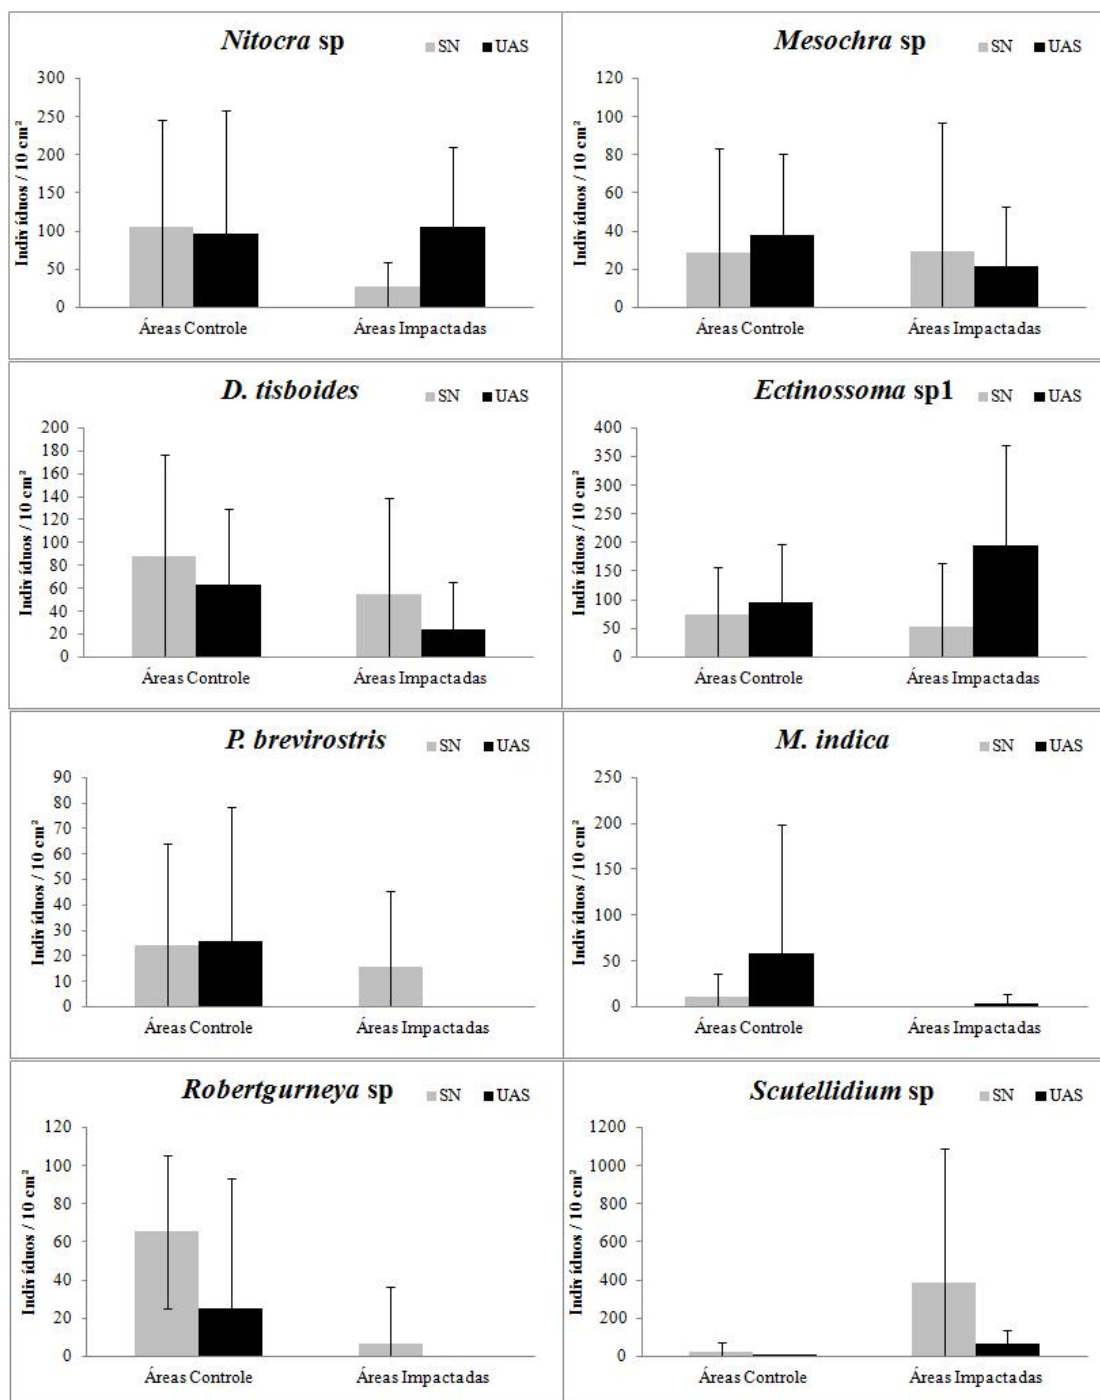 Nitocra sp
SN UAS
Indivíduos / 10 cm²
300
250
200
150
100
50
0
Áreas Controle Áreas Impactadas
Mesochra sp
SN UAS
Indivíduos / 10 cm²
120
100
80
60
40
20
0
Áreas Controle Áreas Impactadas
D. tisboides
SN UAS
Indivíduos / 10 cm²
200
180
160
140
120
100
80
60
40
20
0
Áreas Controle Áreas Impactadas
Ectinossoma sp1
SN UAS
Indivíduos / 10 cm²
400
350
300
250
200
150
100
50
0
Áreas Controle Áreas Impactadas
P. brevirostris
SN UAS
Indivíduos / 10 cm²
90
80
70
60
50
40
30
20
10
0
Áreas Controle Áreas Impactadas
M. indica
SN UAS
Indivíduos / 10 cm²
250
200
150
100
50
0
Áreas Controle Áreas Impactadas
Robertgurneya sp
SN UAS
Indivíduos / 10 cm²
120
100
80
60
40
20
0
Áreas Controle Áreas Impactadas
Scutellidium sp
SN UAS
Indivíduos / 10 cm²
1200
1000
800
600
400
200
0
Áreas Controle Áreas Impactadas